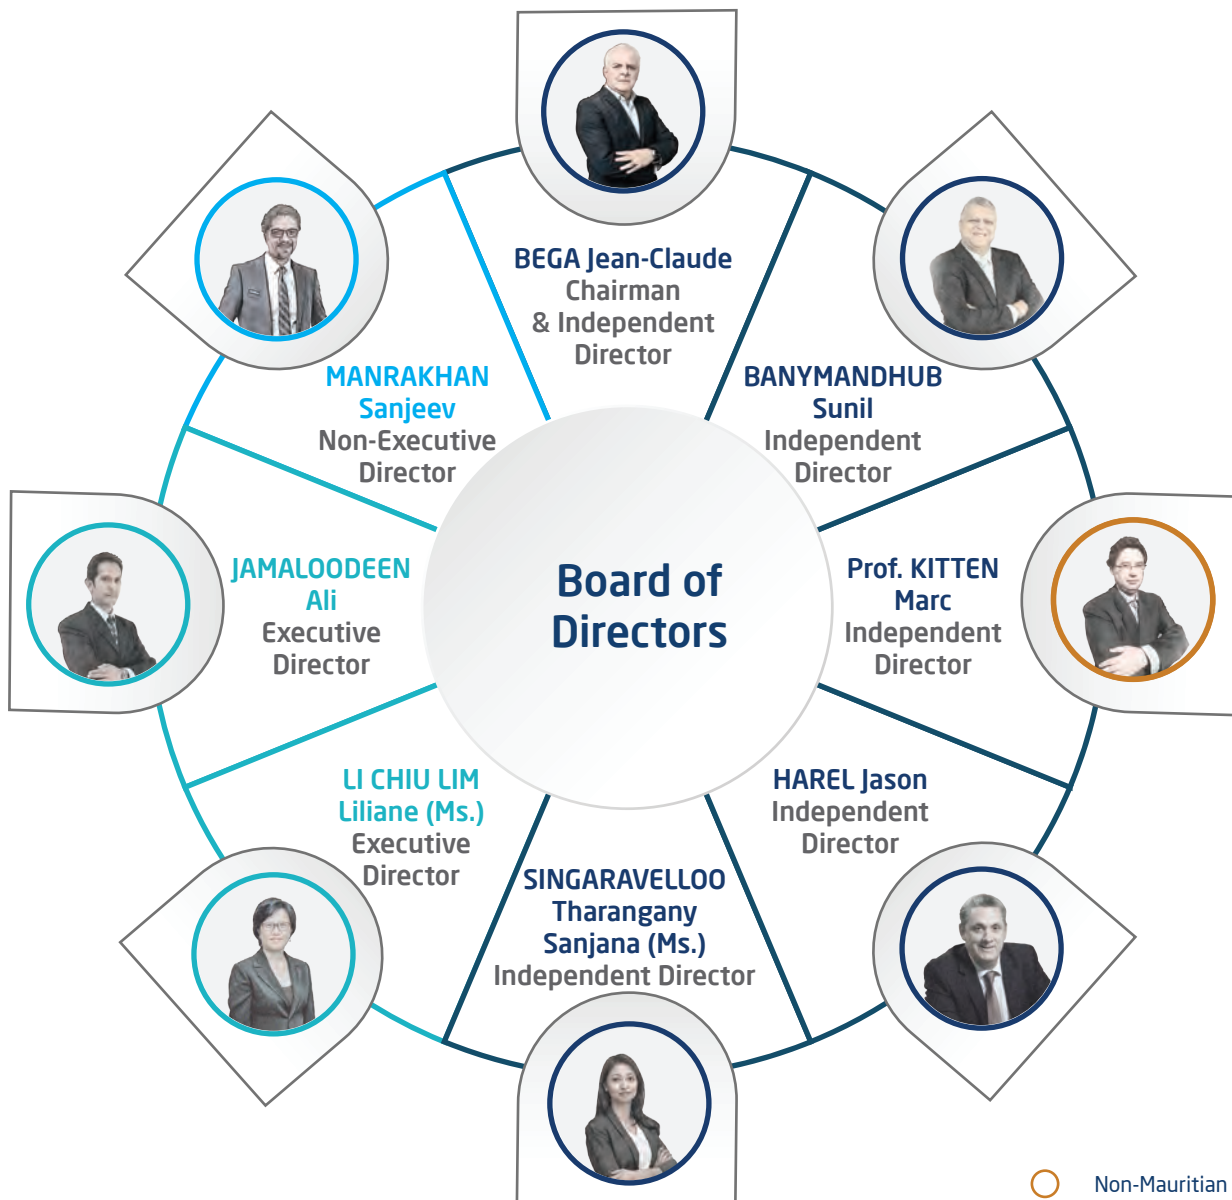 BEGA Jean-Claude
Chairman
& Independent
Director
BANYMANDHUB
Sunil
Independent
Director
Prof. KITTEN
Marc
Independent
Director
HAREL Jason
Independent
Director
SINGARAVELLOO
Tharangany
Sanjana (Ms.)
Independent Director
LI CHIU LIM
Liliane (Ms.)
Executive
Director
JAMALOODEEN
Ali
Executive
Director
MANRAKHAN
Sanjeev
Non-Executive
Director
Board of
Directors
Non-Mauritian